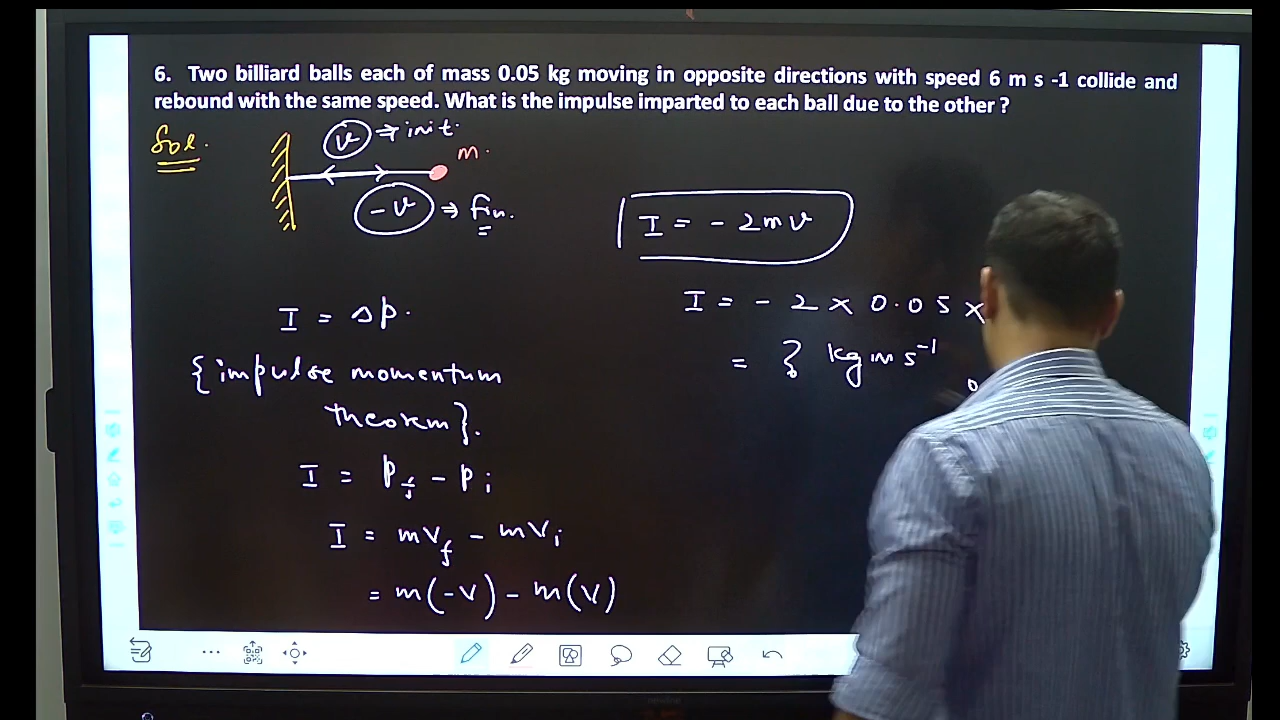 6. Two billiard balls each of mass 0.05 kg moving in opposite directions with speed 6 m s -1 collide and
rebound with the same speed. What is the impulse imparted to each ball due to the other ?
Sol.
v ⇒ init.
m.
-v ⇒ fin.
I = Δp.
{impulse momentum
theorem}.
I = pf - pi
I = mvf - mvi
= m(-v) - m(v)
I = - 2mv
I = - 2 x 0.05 x
= } kg m s⁻¹
0